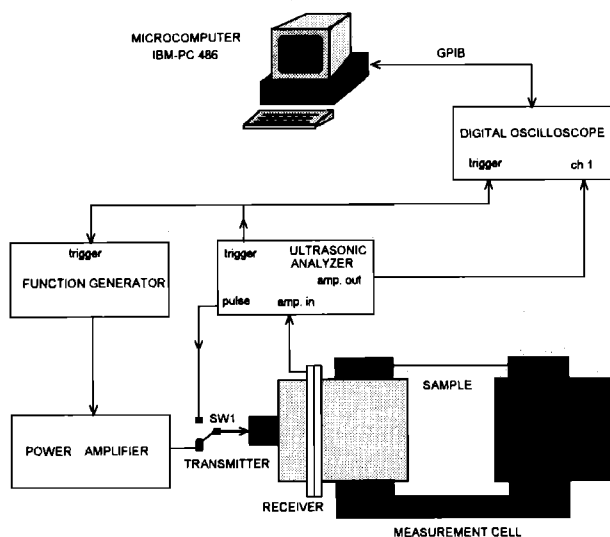 MICROCOMPUTER
IBM-PC 486
GPIB
DIGITAL OSCILLOSCOPE
trigger
ch 1
trigger
FUNCTION GENERATOR
trigger
ULTRASONIC
ANALYZER
amp. out
pulse
amp. in
SAMPLE
SW1
POWER AMPLIFIER
TRANSMITTER
RECEIVER
MEASUREMENT CELL